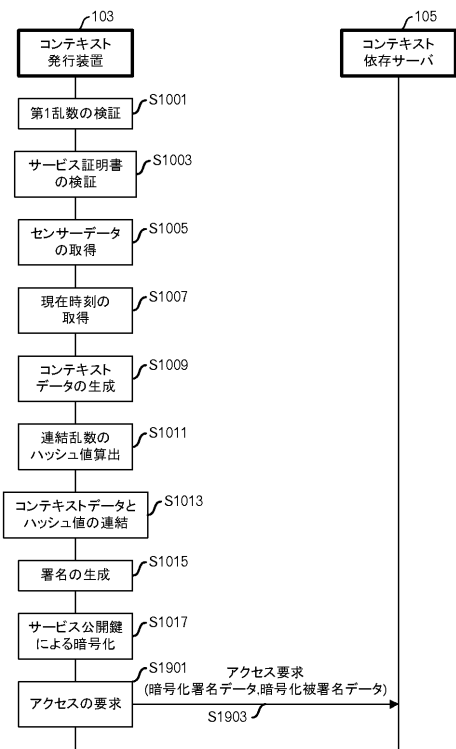 103
コンテキスト
発行装置
105
コンテキスト
依存サーバ
S1001
第1乱数の検証
S1003
サービス証明書
の検証
S1005
センサーデータ
の取得
S1007
現在時刻の
取得
S1009
コンテキスト
データの生成
S1011
連結乱数の
ハッシュ値算出
S1013
コンテキストデータと
ハッシュ値の連結
S1015
署名の生成
S1017
サービス公開鍵
による暗号化
S1901
アクセスの要求
アクセス要求
(暗号化署名データ,暗号化被署名データ)
S1903